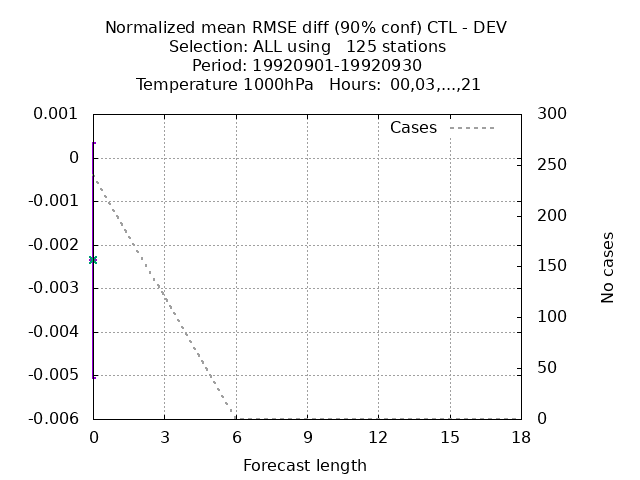 Normalized mean RMSE diff (90% conf) CTL - DEV
Selection: ALL using   125 stations
Period: 19920901-19920930
Temperature 1000hPa   Hours:  00,03,...,21
Cases
0.001
0
-0.001
-0.002
-0.003
-0.004
-0.005
-0.006
300
250
200
150
100
50
0
No cases
0 3 6 9 12 15 18
Forecast length